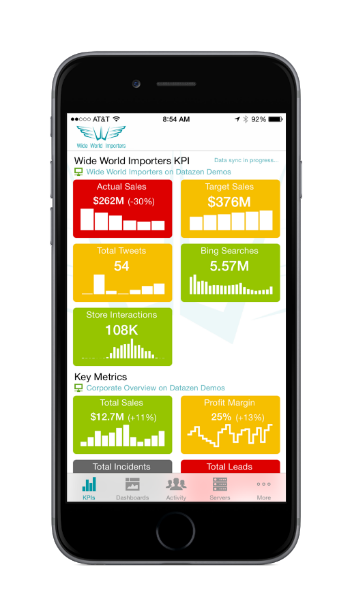 AT&T 8:54 AM 92%
Wide World Importers
Wide World Importers KPI Data sync in progress...
Wide World Importers on Datazen Demos
Actual Sales Target Sales
$262M (-30%) $376M
Total Tweets Bing Searches
54 5.57M
Store Interactions
108K
Key Metrics
Corporate Overview on Datazen Demos
Total Sales Profit Margin
$12.7M (+11%) 25% (+13%)
Total Incidents Total Leads
KPIs Dashboards Activity Servers More